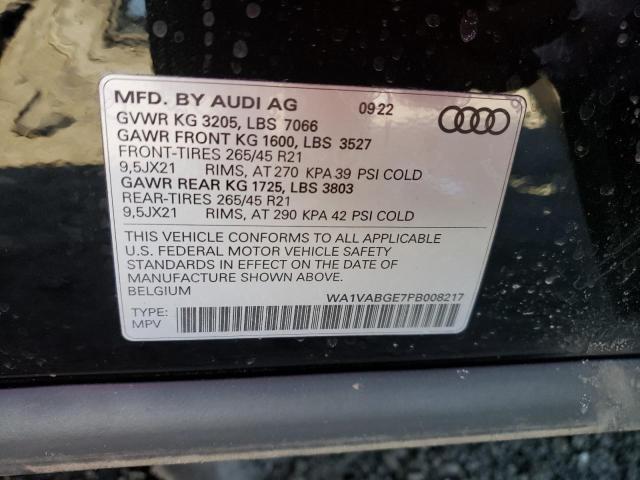 MFD. BY AUDI AG 09 22
GVWR KG 3205, LBS 7066
GAWR FRONT KG 1600, LBS 3527
FRONT-TIRES 265/45 R21
9,5JX21 RIMS, AT 270 KPA 39 PSI COLD
GAWR REAR KG 1725, LBS 3803
REAR-TIRES 265/45 R21
9,5JX21 RIMS, AT 290 KPA 42 PSI COLD
THIS VEHICLE CONFORMS TO ALL APPLICABLE
U.S. FEDERAL MOTOR VEHICLE SAFETY
STANDARDS IN EFFECT ON THE DATE OF
MANUFACTURE SHOWN ABOVE.
BELGIUM WA1VABGE7PB008217
TYPE:
MPV